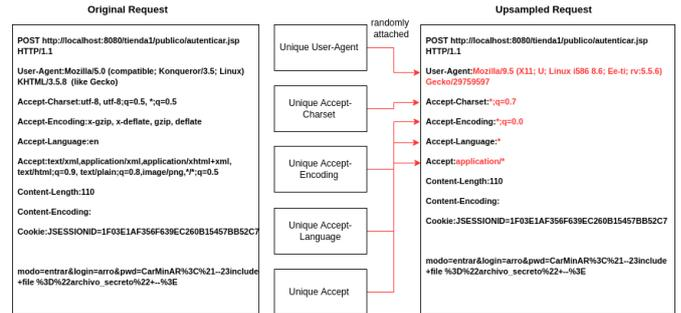 Original Request
POST http://localhost:8080/tienda1/publico/autenticar.jsp
HTTP/1.1
User-Agent:Mozilla/5.0 (compatible; Konqueror/3.5; Linux)
KHTML/3.5.8 (like Gecko)
Accept-Charset:utf-8, utf-8;q=0.5, *;q=0.5
Accept-Encoding:x-gzip, x-deflate, gzip, deflate
Accept-Language:en
Accept:text/xml,application/xml,application/xhtml+xml,
text/html;q=0.9, text/plain;q=0.8,image/png,*/*;q=0.5
Content-Length:110
Content-Encoding:
Cookie:JSESSIONID=1F03E1AF356F639EC260B15457BB52C7
modo=entrar&login=arro&pwd=CarMinAR%3C%21--23include
+file %3D%22archivo_secreto%22+--%3E
randomly
attached
Unique User-Agent
Unique Accept-
Charset
Unique Accept-
Encoding
Unique Accept-
Language
Unique Accept
Upsampled Request
POST http://localhost:8080/tienda1/publico/autenticar.jsp
HTTP/1.1
User-Agent:Mozilla/9.5 (X11; U; Linux i586 8.6; Ee-ti; rv:5.5.6)
Gecko/29759597
Accept-Charset:*;q=0.7
Accept-Encoding:*;q=0.0
Accept-Language:*
Accept:application/*
Content-Length:110
Content-Encoding:
Cookie:JSESSIONID=1F03E1AF356F639EC260B15457BB52C7
modo=entrar&login=arro&pwd=CarMinAR%3C%21--23include
+file %3D%22archivo_secreto%22+--%3E